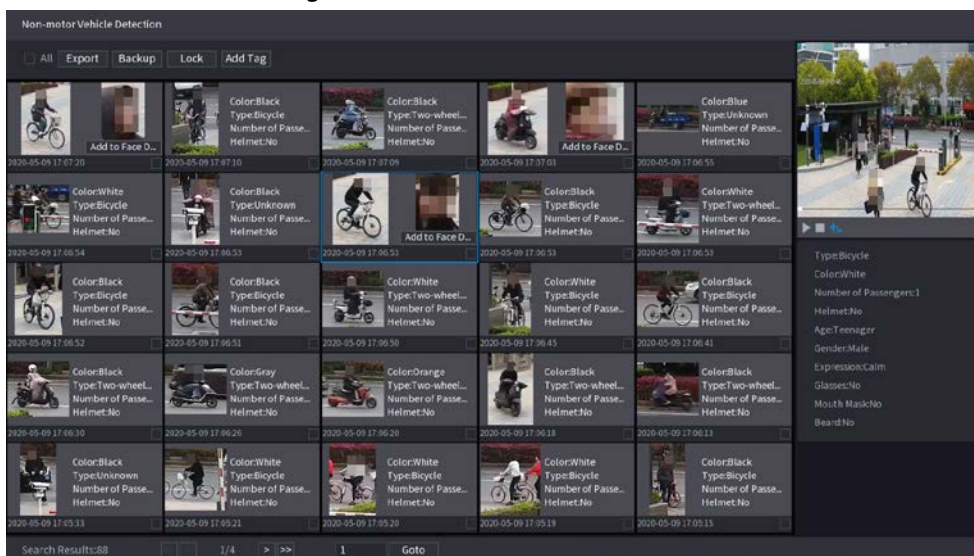 Non-motor Vehicle Detection
All Export Backup Lock Add Tag
Add to Face D...
2020-05-09 17:07:20
Color:Black
Type:Bicycle
Number of Passe...
Helmet:No
2020-05-09 17:07:10
Color:Black
Type:Two-wheel...
Number of Passe...
Helmet:No
2020-05-09 17:07:09
Add to Face D...
2020-05-09 17:07:03
Color:Blue
Type:Unknown
Number of Passe...
Helmet:No
2020-05-09 17:06:55
Color:White
Type:Bicycle
Number of Passe...
Helmet:No
2020-05-09 17:06:54
Color:Black
Type:Unknown
Number of Passe...
Helmet:No
2020-05-09 17:06:53
Add to Face D...
2020-05-09 17:06:53
Color:Black
Type:Bicycle
Number of Passe...
Helmet:No
2020-05-09 17:06:53
Color:White
Type:Two-wheel...
Number of Passe...
Helmet:No
2020-05-09 17:06:53
Color:Black
Type:Bicycle
Number of Passe...
Helmet:No
2020-05-09 17:06:52
Color:Black
Type:Bicycle
Number of Passe...
Helmet:No
2020-05-09 17:06:51
Color:White
Type:Two-wheel...
Number of Passe...
Helmet:No
2020-05-09 17:06:50
Color:White
Type:Bicycle
Number of Passe...
Helmet:No
2020-05-09 17:06:45
Color:Black
Type:Bicycle
Number of Passe...
Helmet:No
2020-05-09 17:06:41
Color:Black
Type:Two-wheel...
Number of Passe...
Helmet:No
2020-05-09 17:06:30
Color:Gray
Type:Two-wheel...
Number of Passe...
Helmet:No
2020-05-09 17:06:26
Color:Orange
Type:Two-wheel...
Number of Passe...
Helmet:No
2020-05-09 17:06:20
Color:Black
Type:Two-wheel...
Number of Passe...
Helmet:No
2020-05-09 17:06:18
Color:Black
Type:Two-wheel...
Number of Passe...
Helmet:No
2020-05-09 17:06:13
Color:Black
Type:Unknown
Number of Passe...
Helmet:No
2020-05-09 17:05:33
Color:White
Type:Bicycle
Number of Passe...
Helmet:No
2020-05-09 17:05:21
Color:White
Type:Bicycle
Number of Passe...
Helmet:No
2020-05-09 17:05:20
Color:White
Type:Bicycle
Number of Passe...
Helmet:No
2020-05-09 17:05:19
Color:Black
Type:Bicycle
Number of Passe...
Helmet:No
2020-05-09 17:05:15
Type:Bicycle
Color:White
Number of Passengers:1
Helmet:No
Age:Teenager
Gender:Male
Expression:Calm
Glasses:No
Mouth Mask:No
Beard:No
Search Results:88 1/4 > >> 1 Goto